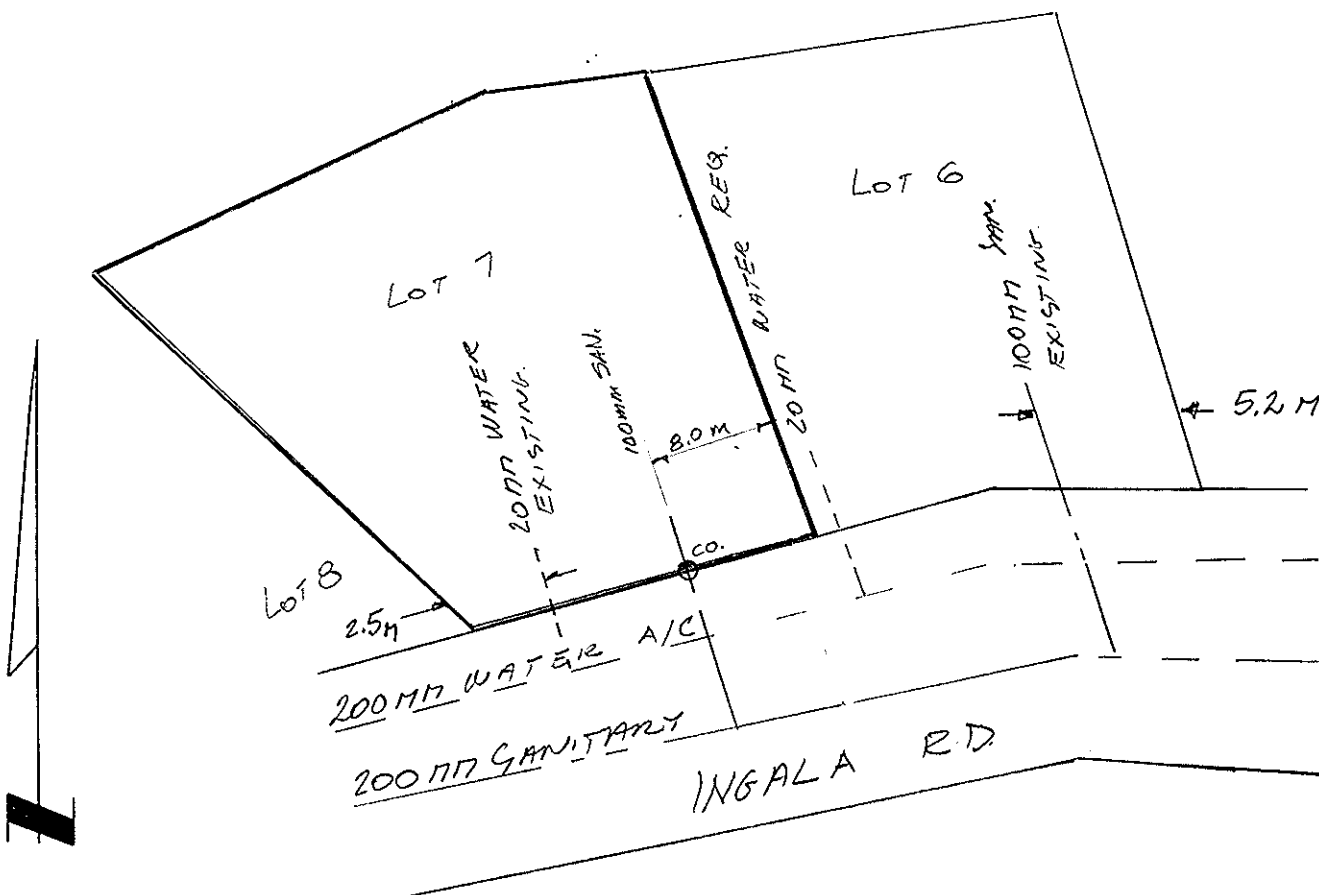 LOT 6
LOT 7
20MM WATER REQ.
100MM SAN.
EXISTING.
20MM WATER
EXISTING.
100MM SAN.
8.0 M
5.2 M
CO.
LOT 8
2.5M
200MM WATER A/C
200MM SANITARY
INGALA RD.